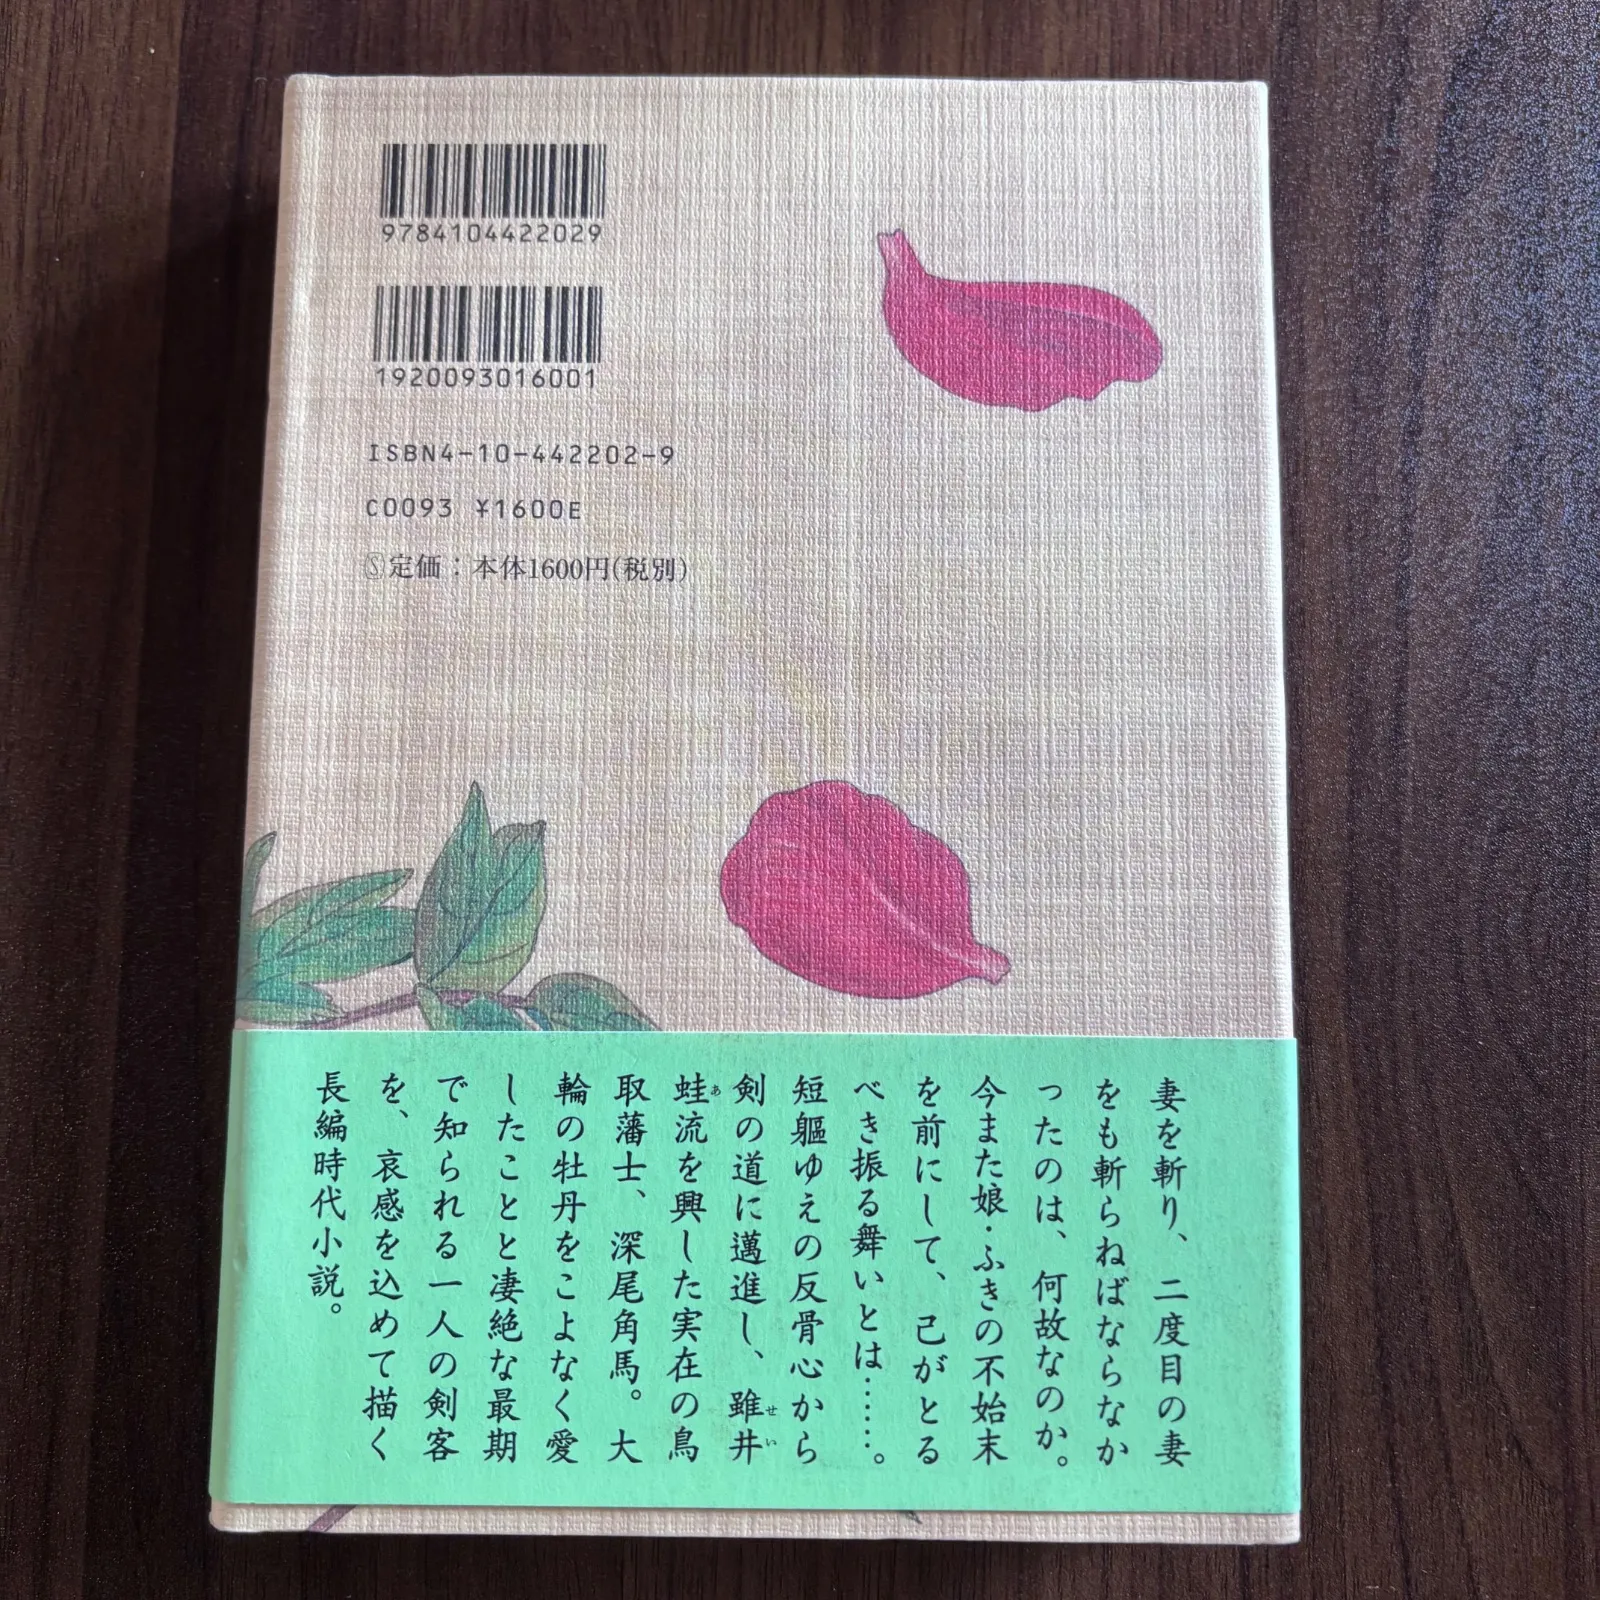 9784104422029
1920093016001
ISBN4-10-442202-9
C0093 ¥1600E
Ⓢ定価：本体1600円(税別)
妻を斬り、二度目の妻
をも斬らねばならなか
ったのは、何故なのか。
今また娘・ふきの不始末
を前にして、己がとる
べき振る舞いとは……。
短軀ゆえの反骨心から
剣の道に邁進し、雖井
蛙流を興した実在の鳥
取藩士、深尾角馬。大
輪の牡丹をこよなく愛
したことと凄絶な最期
で知られる一人の剣客
を、哀感を込めて描く
長編時代小説。
せい
あ